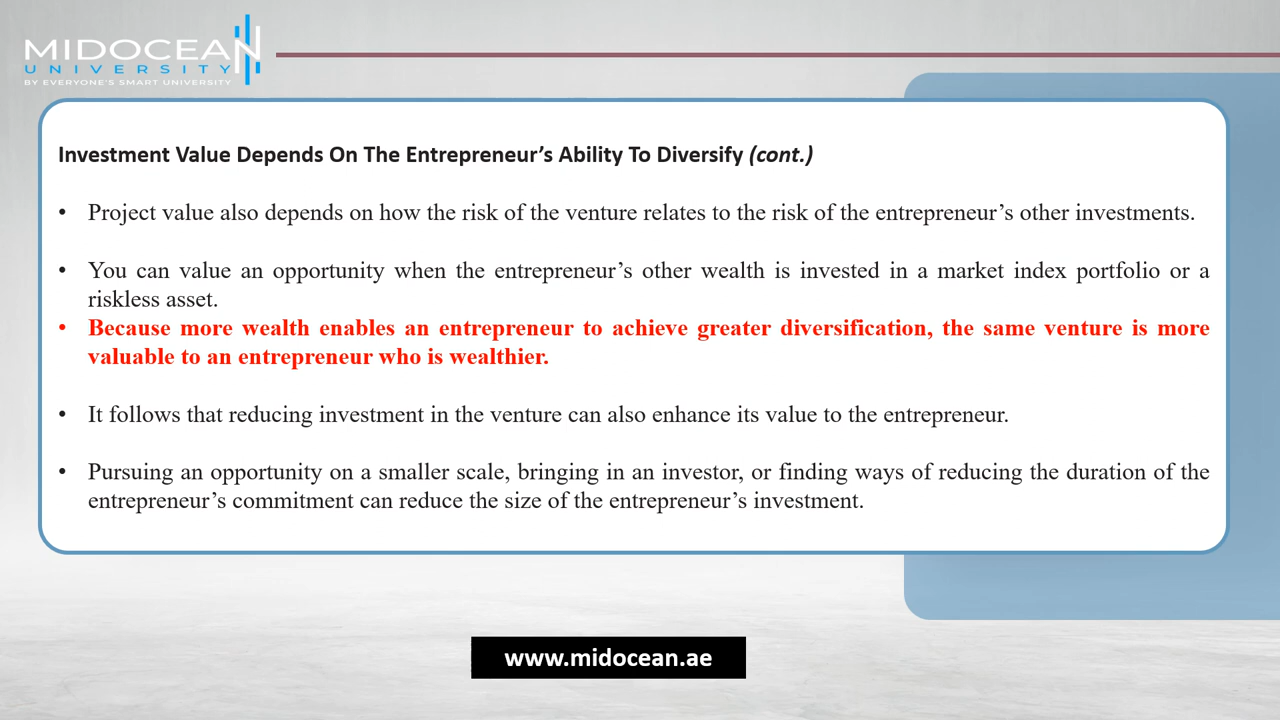 MIDOCEAN
UNIVERSITY
BY EVERYONE'S SMART UNIVERSITY
Investment Value Depends On The Entrepreneur’s Ability To Diversify (cont.)
• Project value also depends on how the risk of the venture relates to the risk of the entrepreneur’s other investments.
• You can value an opportunity when the entrepreneur’s other wealth is invested in a market index portfolio or a
riskless asset.
• Because more wealth enables an entrepreneur to achieve greater diversification, the same venture is more
valuable to an entrepreneur who is wealthier.
• It follows that reducing investment in the venture can also enhance its value to the entrepreneur.
• Pursuing an opportunity on a smaller scale, bringing in an investor, or finding ways of reducing the duration of the
entrepreneur’s commitment can reduce the size of the entrepreneur’s investment.
www.midocean.ae